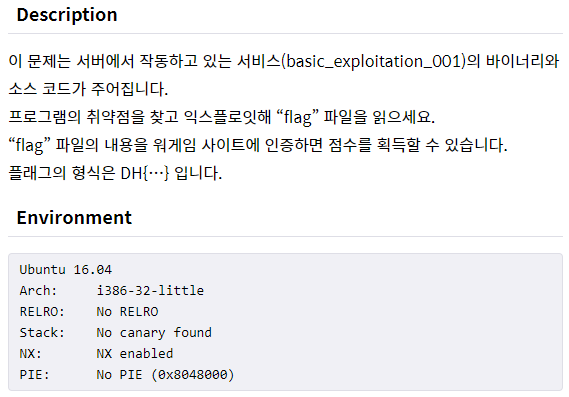 Description
이 문제는 서버에서 작동하고 있는 서비스(basic_exploitation_001)의 바이너리와
소스 코드가 주어집니다.
프로그램의 취약점을 찾고 익스플로잇해 “flag” 파일을 읽으세요.
“flag” 파일의 내용을 워게임 사이트에 인증하면 점수를 획득할 수 있습니다.
플래그의 형식은 DH{…} 입니다.
Environment
Ubuntu 16.04
Arch:     i386-32-little
RELRO:    No RELRO
Stack:    No canary found
NX:       NX enabled
PIE:      No PIE (0x8048000)